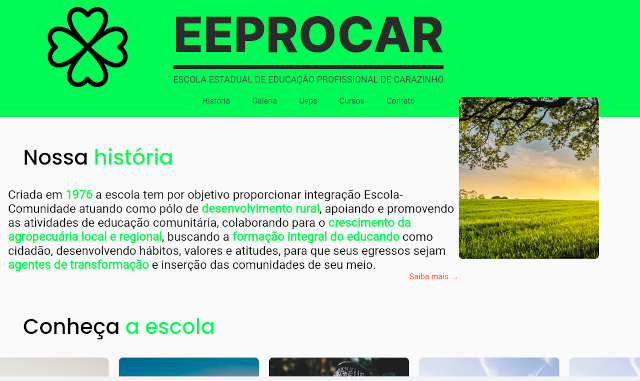 EEPROCAR
ESCOLA ESTADUAL DE EDUCAÇÃO PROFISSIONAL DE CARAZINHO
História Galeria Ueps Cursos Contato
Nossa história
Criada em 1976 a escola tem por objetivo proporcionar integração Escola-
Comunidade atuando como pólo de desenvolvimento rural, apoiando e promovendo
as atividades de educação comunitária, colaborando para o crescimento da
agropecuária local e regional, buscando a formação integral do educando como
cidadão, desenvolvendo hábitos, valores e atitudes, para que seus egressos sejam
agentes de transformação e inserção das comunidades de seu meio.
Saiba mais →
Conheça a escola